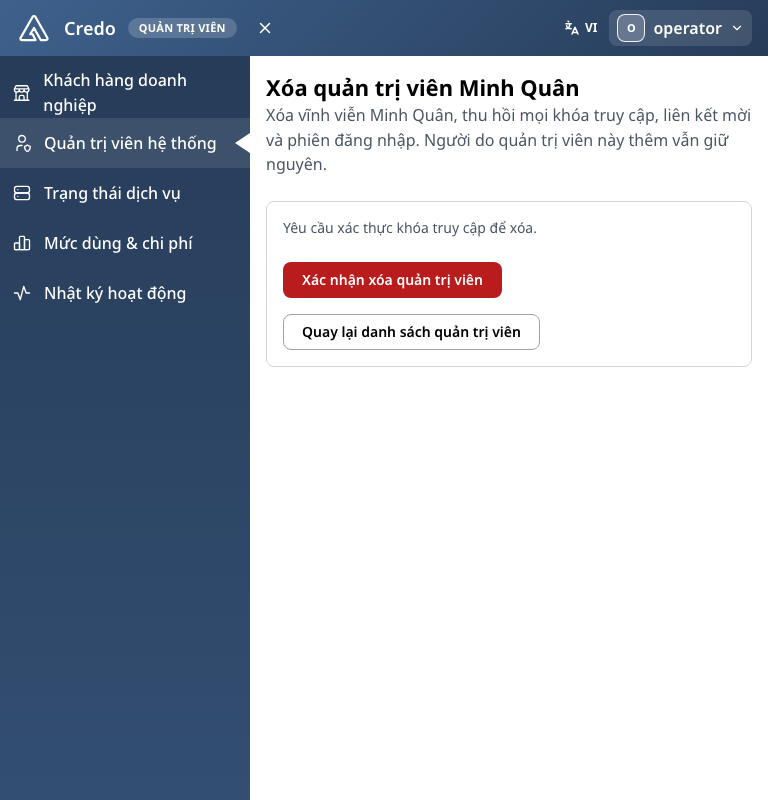 Credo
QUẢN TRỊ VIÊN
VI
O
operator
Khách hàng doanh
nghiệp
Quản trị viên hệ thống
Trạng thái dịch vụ
Mức dùng & chi phí
Nhật ký hoạt động
Xóa quản trị viên Minh Quân
Xóa vĩnh viễn Minh Quân, thu hồi mọi khóa truy cập, liên kết mời
và phiên đăng nhập. Người do quản trị viên này thêm vẫn giữ
nguyên.
Yêu cầu xác thực khóa truy cập để xóa.
Xác nhận xóa quản trị viên
Quay lại danh sách quản trị viên